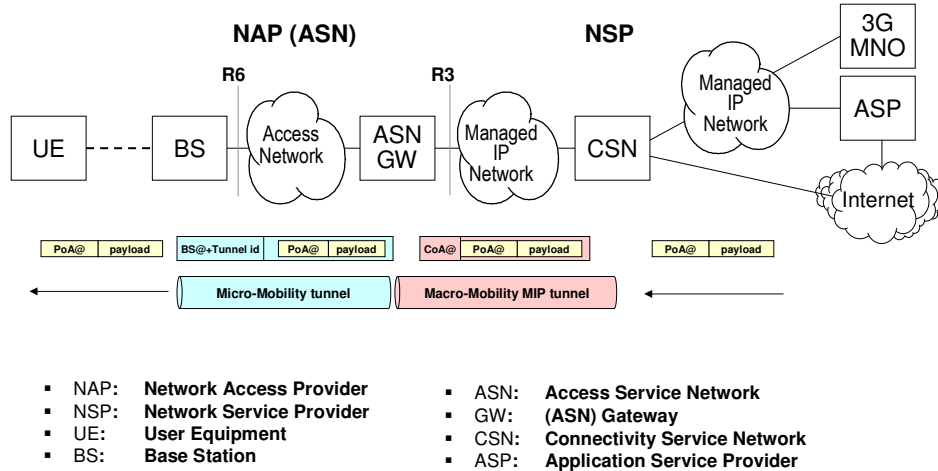 NAP (ASN)
NSP
3G
MNO
R6
R3
Managed
IP
Network
ASP
UE
BS
Access
Network
ASN
GW
Managed
IP
Network
CSN
Internet
PoA@ payload
BS@+Tunnel id PoA@ payload
CoA@ PoA@ payload
PoA@ payload
Micro-Mobility tunnel
Macro-Mobility MIP tunnel
▪ NAP: Network Access Provider
▪ NSP: Network Service Provider
▪ UE: User Equipment
▪ BS: Base Station
▪ ASN: Access Service Network
▪ GW: (ASN) Gateway
▪ CSN: Connectivity Service Network
▪ ASP: Application Service Provider